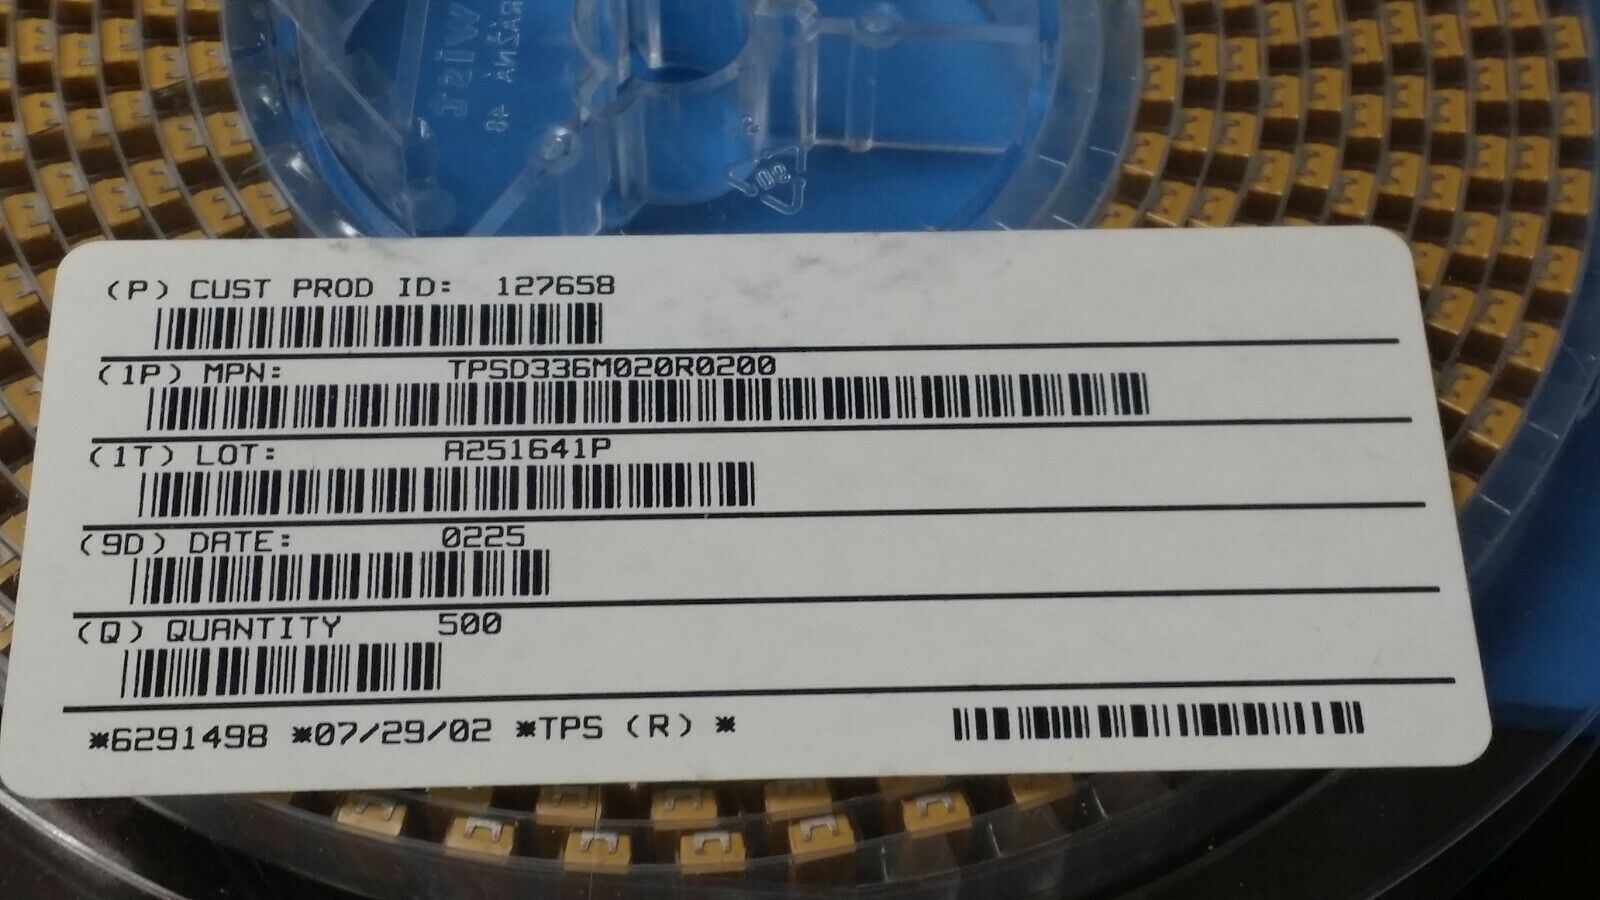 (P) CUST PROD ID: 127658
(1P) MPN: TPSD336M020R0200
(1T) LOT: A251641P
(9D) DATE: 0225
(Q) QUANTITY 500
*6291498 *07/29/02 *TPS (R) *